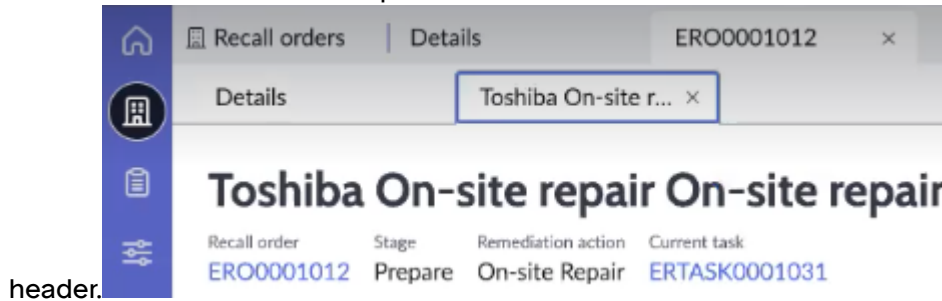 Recall orders Details ERO0001012 ×
Details Toshiba On-site r... ×
Toshiba On-site repair On-site repair
Recall order Stage Remediation action Current task
ERO0001012 Prepare On-site Repair ERTASK0001031
header.